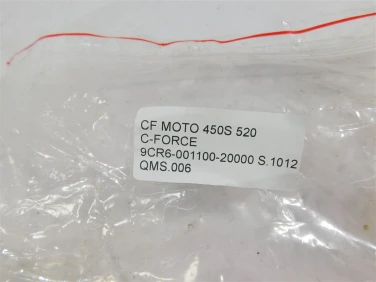 CF MOTO 450S 520
C-FORCE
9CR6-001100-20000 S.1012
QMS.006